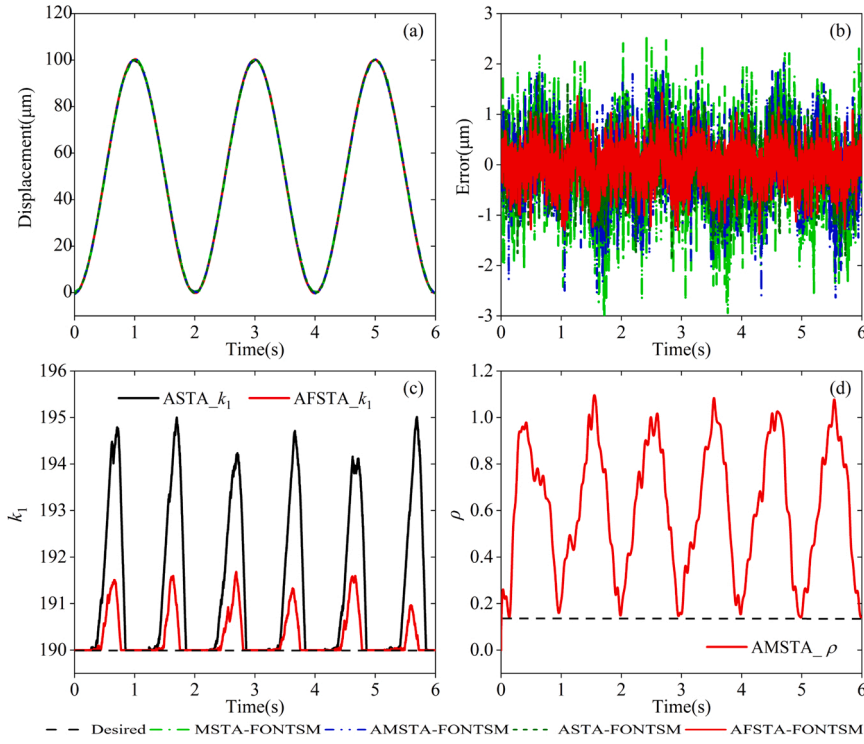 (a)
120
100
80
60
40
20
0
Displacement(μm)
0 1 2 3 4 5 6
Time(s)
(b)
3
2
1
0
-1
-2
-3
Error(μm)
0 1 2 3 4 5 6
Time(s)
(c)
ASTA_k₁ AFSTA_k₁
196
195
194
193
192
191
190
k₁
0 1 2 3 4 5 6
Time(s)
(d)
1.2
1.0
0.8
0.6
0.4
0.2
0.0
ρ
AMSTA_ ρ
0 1 2 3 4 5 6
Time(s)
Desired MSTA-FONTSM AMSTA-FONTSM ASTA-FONTSM AFSTA-FONTSM